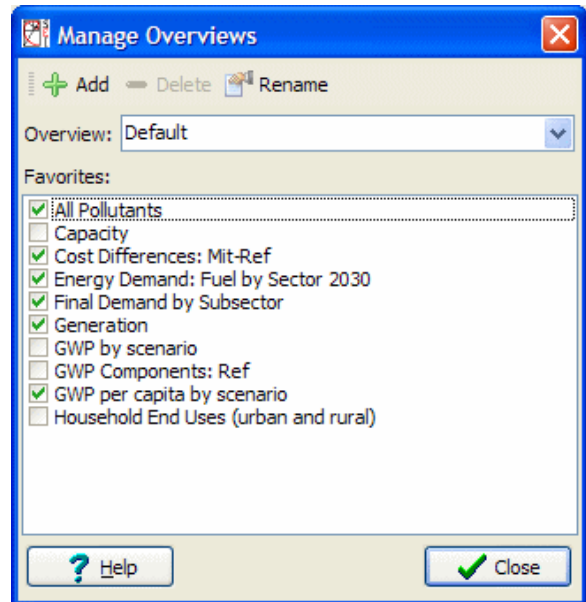 Manage Overviews
Add Delete Rename
Overview: Default
Favorites:
All Pollutants
Capacity
Cost Differences: Mit-Ref
Energy Demand: Fuel by Sector 2030
Final Demand by Subsector
Generation
GWP by scenario
GWP Components: Ref
GWP per capita by scenario
Household End Uses (urban and rural)
? Help Close